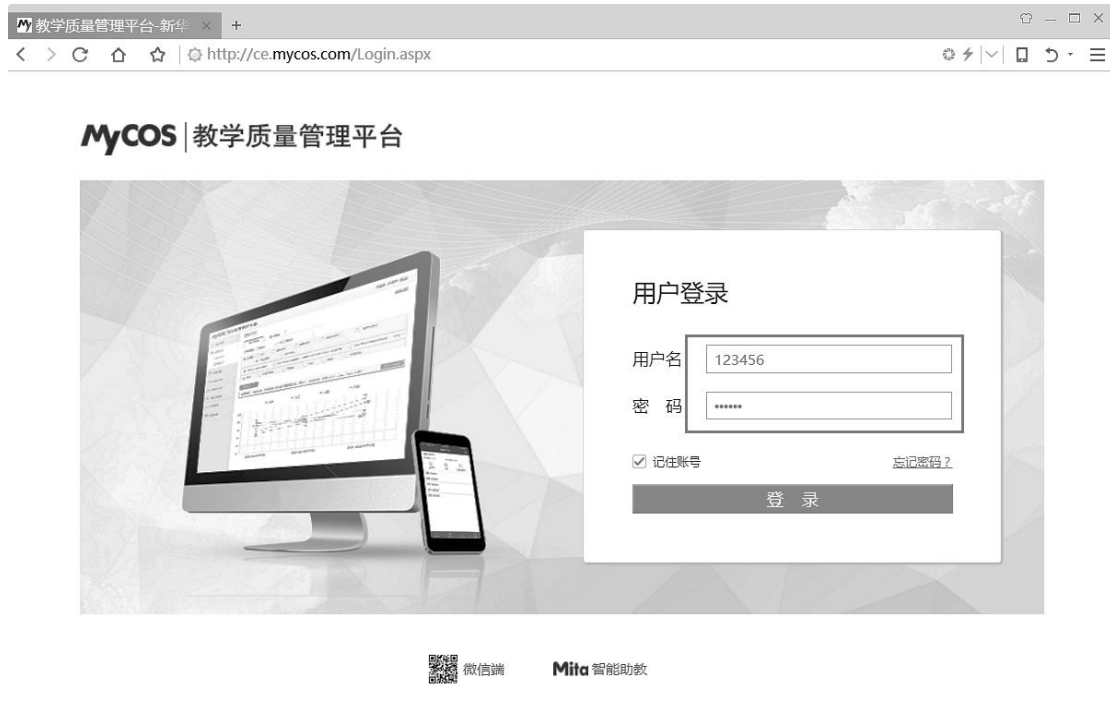 教学质量管理平台-新华
http://ce.mycos.com/Login.aspx
MyCOS 教学质量管理平台
用户登录
用户名 123456
密 码 ••••••
记住账号 忘记密码？
登 录
微信端 Mita 智能助教